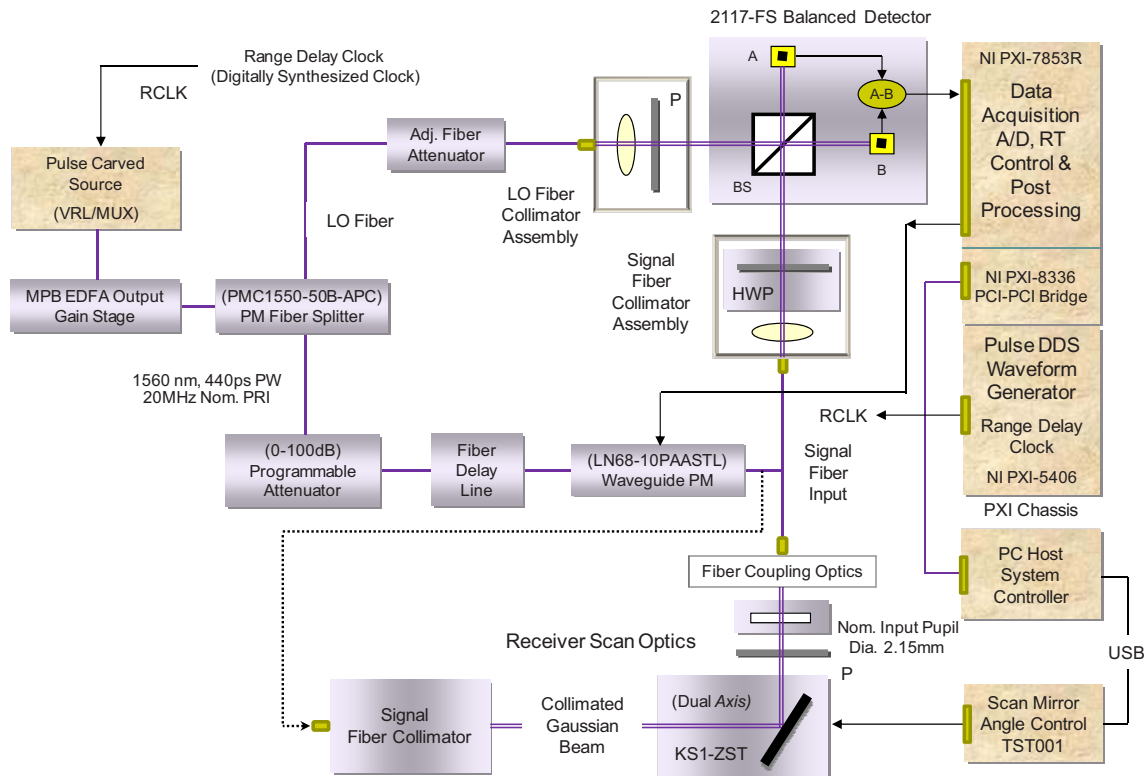 2117-FS Balanced Detector
Range Delay Clock
(Digitally Synthesized Clock)
RCLK
Pulse Carved
Source
(VRL/MUX)
MPB EDFA Output
Gain Stage
(PMC1550-50B-APC)
PM Fiber Splitter
LO Fiber
Adj. Fiber
Attenuator
P
LO Fiber
Collimator
Assembly
A
A-B
B
BS
NI PXI-7853R
Data
Acquisition
A/D, RT
Control &
Post
Processing
Signal
Fiber
Collimator
Assembly
HWP
NI PXI-8336
PCI-PCI Bridge
Pulse DDS
Waveform
Generator
Range Delay
Clock
NI PXI-5406
PXI Chassis
RCLK
1560 nm, 440ps PW
20MHz Nom. PRI
(0-100dB)
Programmable
Attenuator
Fiber
Delay
Line
(LN68-10PAASTL)
Waveguide PM
Signal
Fiber
Input
Fiber Coupling Optics
PC Host
System
Controller
Nom. Input Pupil
Dia. 2.15mm
Receiver Scan Optics
P
USB
Signal
Fiber Collimator
Collimated
Gaussian
Beam
(Dual Axis)
KS1-ZST
Scan Mirror
Angle Control
TST001